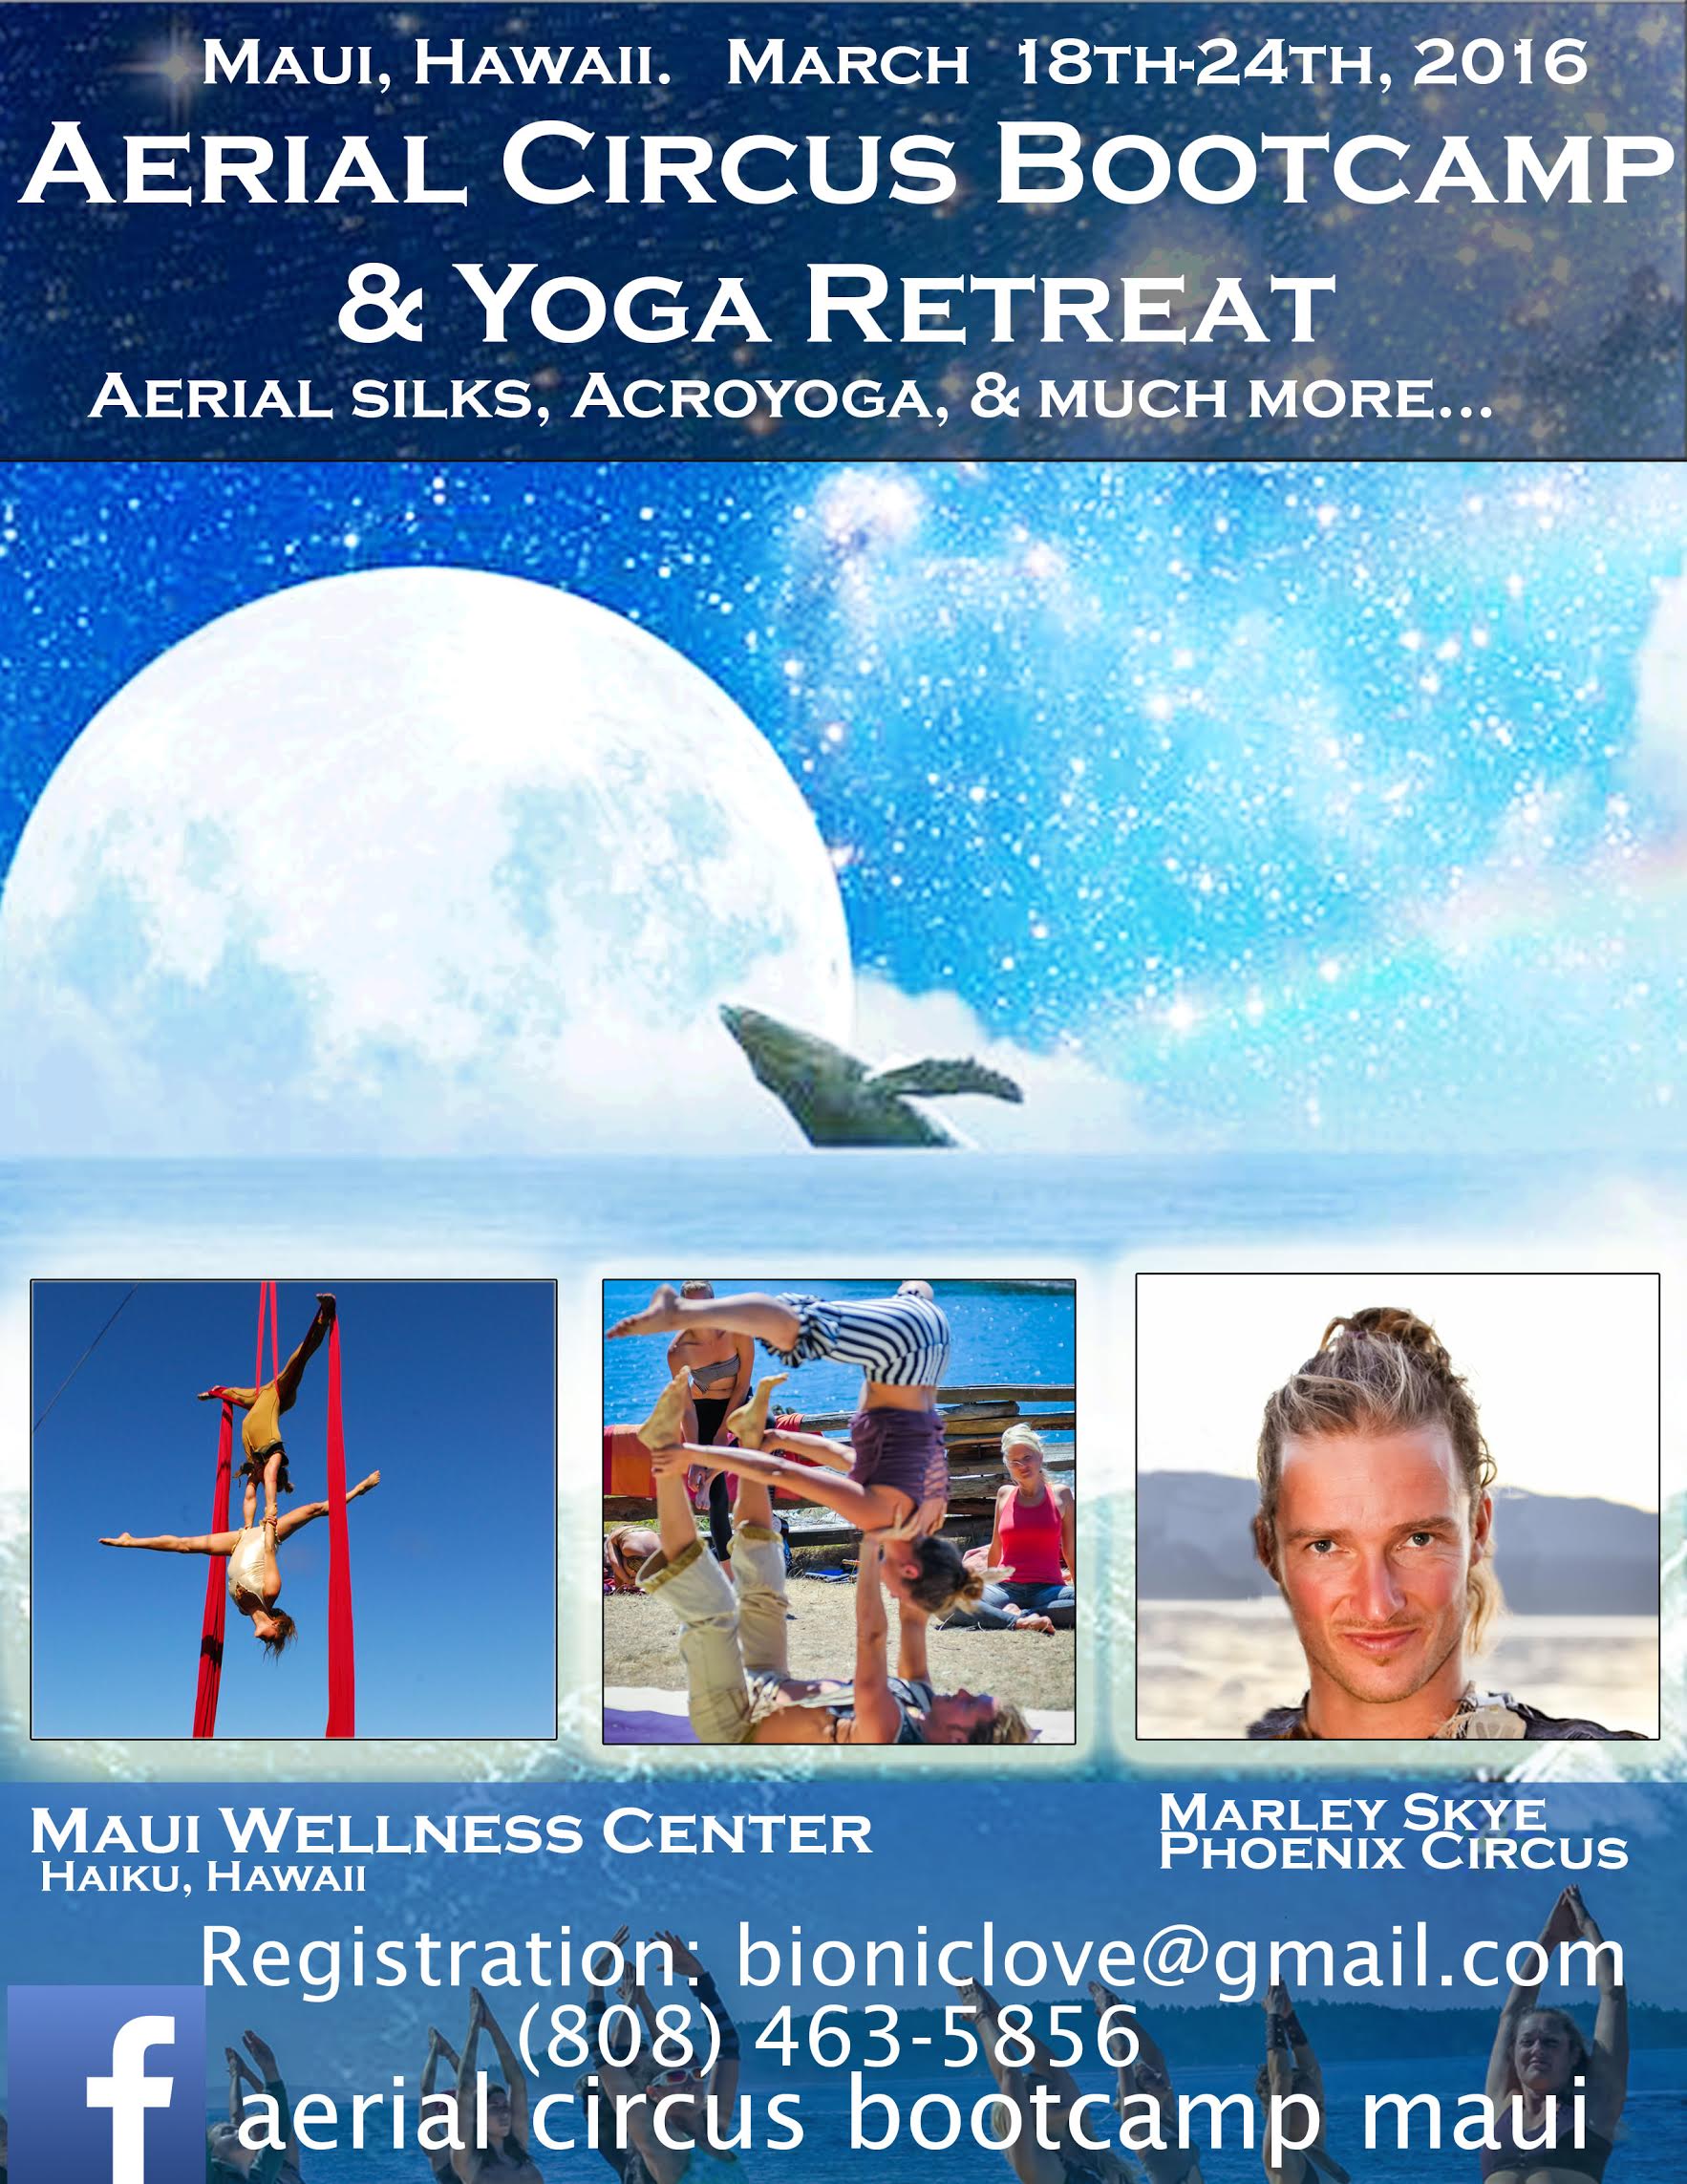 Maui, Hawaii. March 18th-24th, 2016
Aerial Circus Bootcamp
& Yoga Retreat
Aerial silks, Acroyoga, & much more...
Maui Wellness Center
Haiku, Hawaii
Marley Skye
Phoenix Circus
Registration: bioniclove@gmail.com
(808) 463-5856
f
aerial circus bootcamp maui